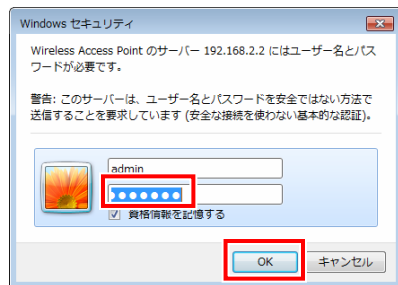 Windows セキュリティ
Wireless Access Point のサーバー 192.168.2.2 にはユーザー名とパス
ワードが必要です。
警告: このサーバーは、ユーザー名とパスワードを安全ではない方法で
送信することを要求しています (安全な接続を使わない基本的な認証)。
admin
●●●●●●●
資格情報を記憶する
OK キャンセル